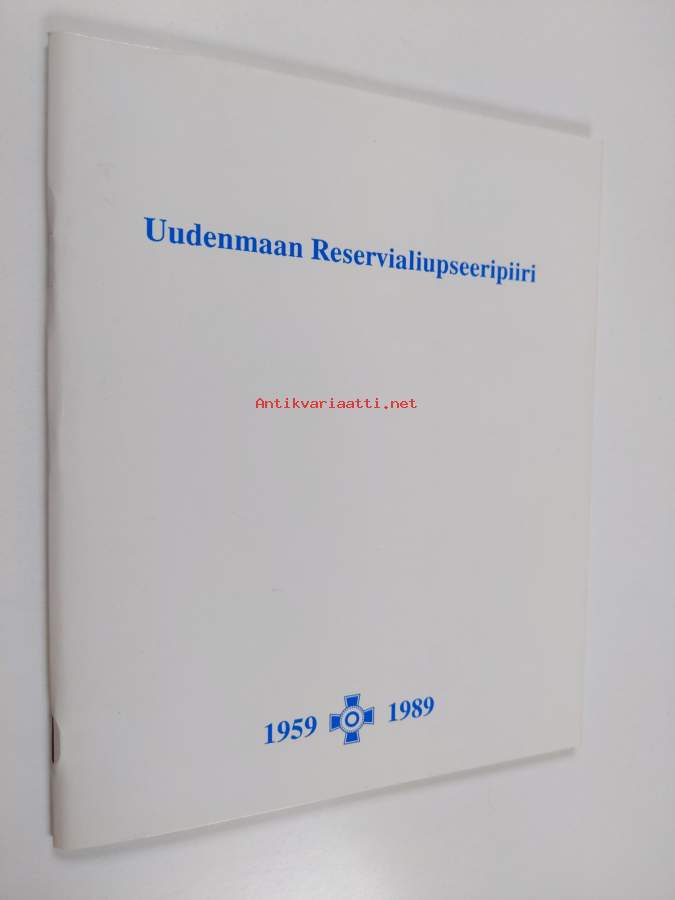 Uudenmaan Reservialiupseeripiiri
Antikvariaatti.net
1959 1989